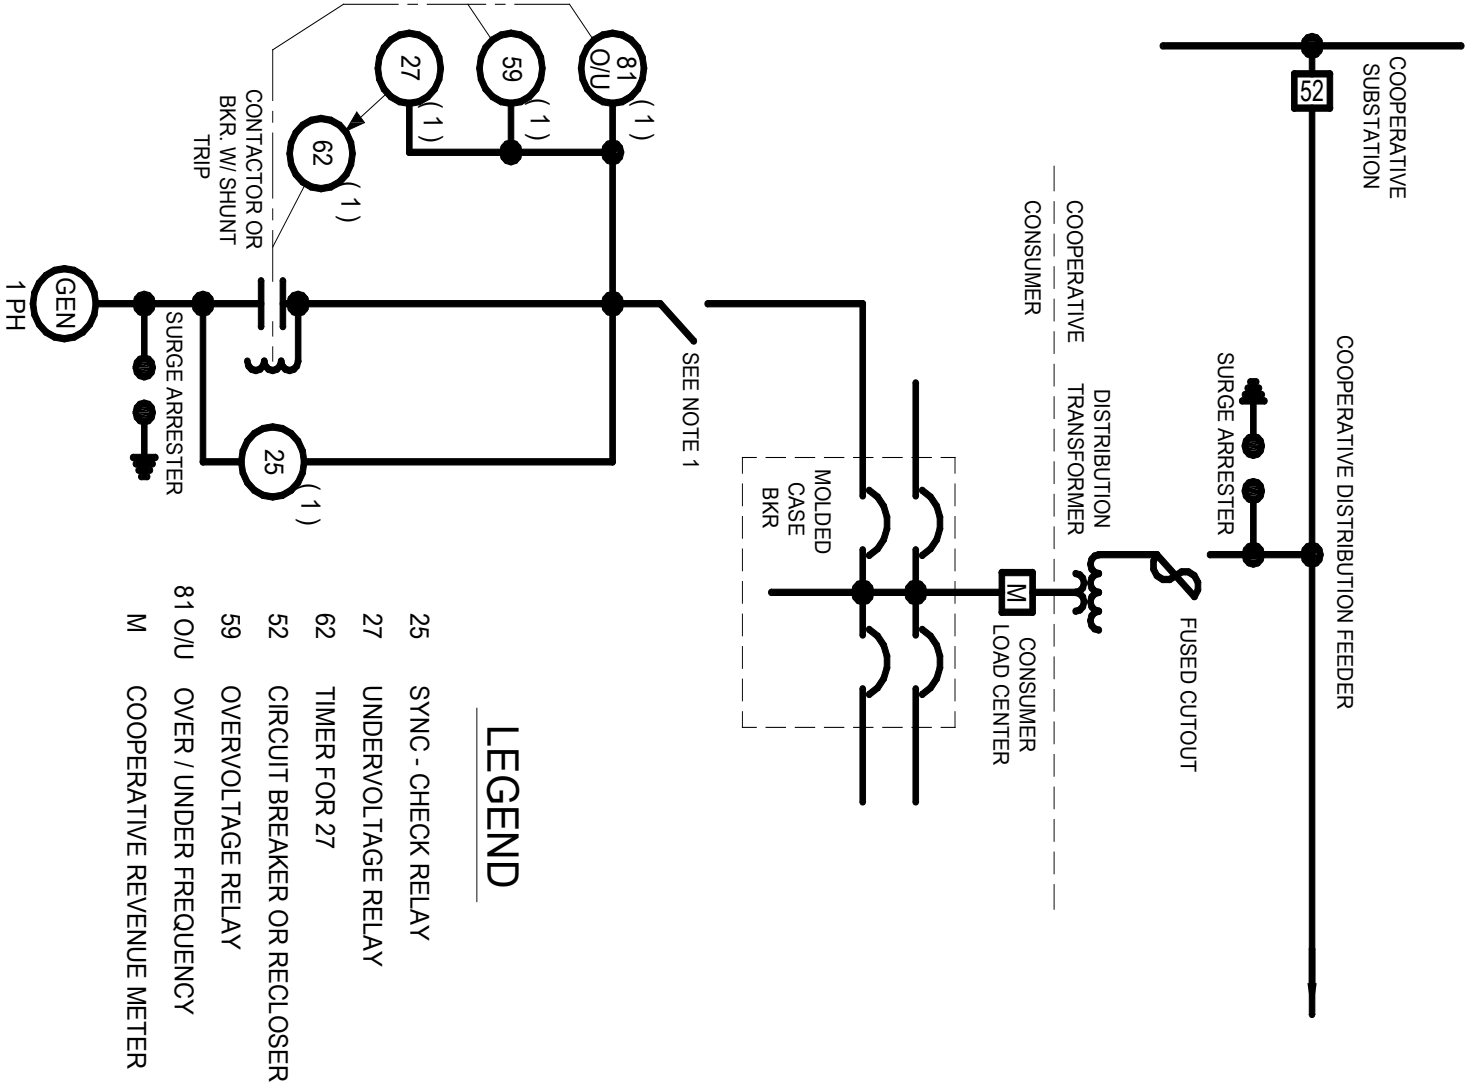 COOPERATIVE
SUBSTATION
52
COOPERATIVE DISTRIBUTION FEEDER
SURGE ARRESTER
FUSED CUTOUT
DISTRIBUTION
TRANSFORMER
COOPERATIVE
CONSUMER
M
CONSUMER
LOAD CENTER
MOLDED
CASE
BKR
SEE NOTE 1
81
O/U
(1)
59
(1)
27
(1)
62
(1)
CONTACTOR OR
BKR. W/ SHUNT
TRIP
25
(1)
SURGE ARRESTER
GEN
1 PH
LEGEND
25 SYNC - CHECK RELAY
27 UNDERVOLTAGE RELAY
62 TIMER FOR 27
52 CIRCUIT BREAKER OR RECLOSER
59 OVERVOLTAGE RELAY
81 O/U OVER / UNDER FREQUENCY
M COOPERATIVE REVENUE METER